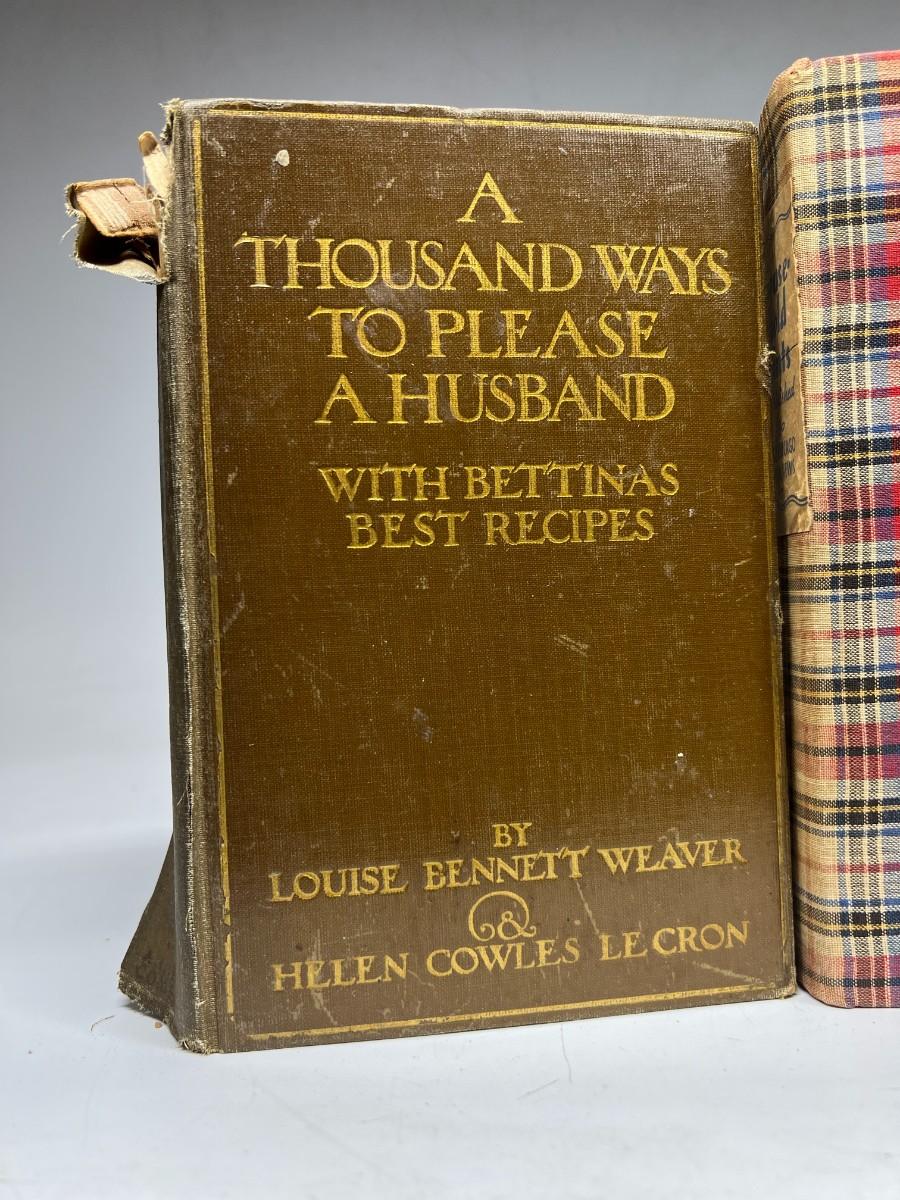 A
THOUSAND WAYS
TO PLEASE
A HUSBAND
WITH BETTINAS
BEST RECIPES
BY
LOUISE BENNETT WEAVER
&
HELEN COWLES LE CRON